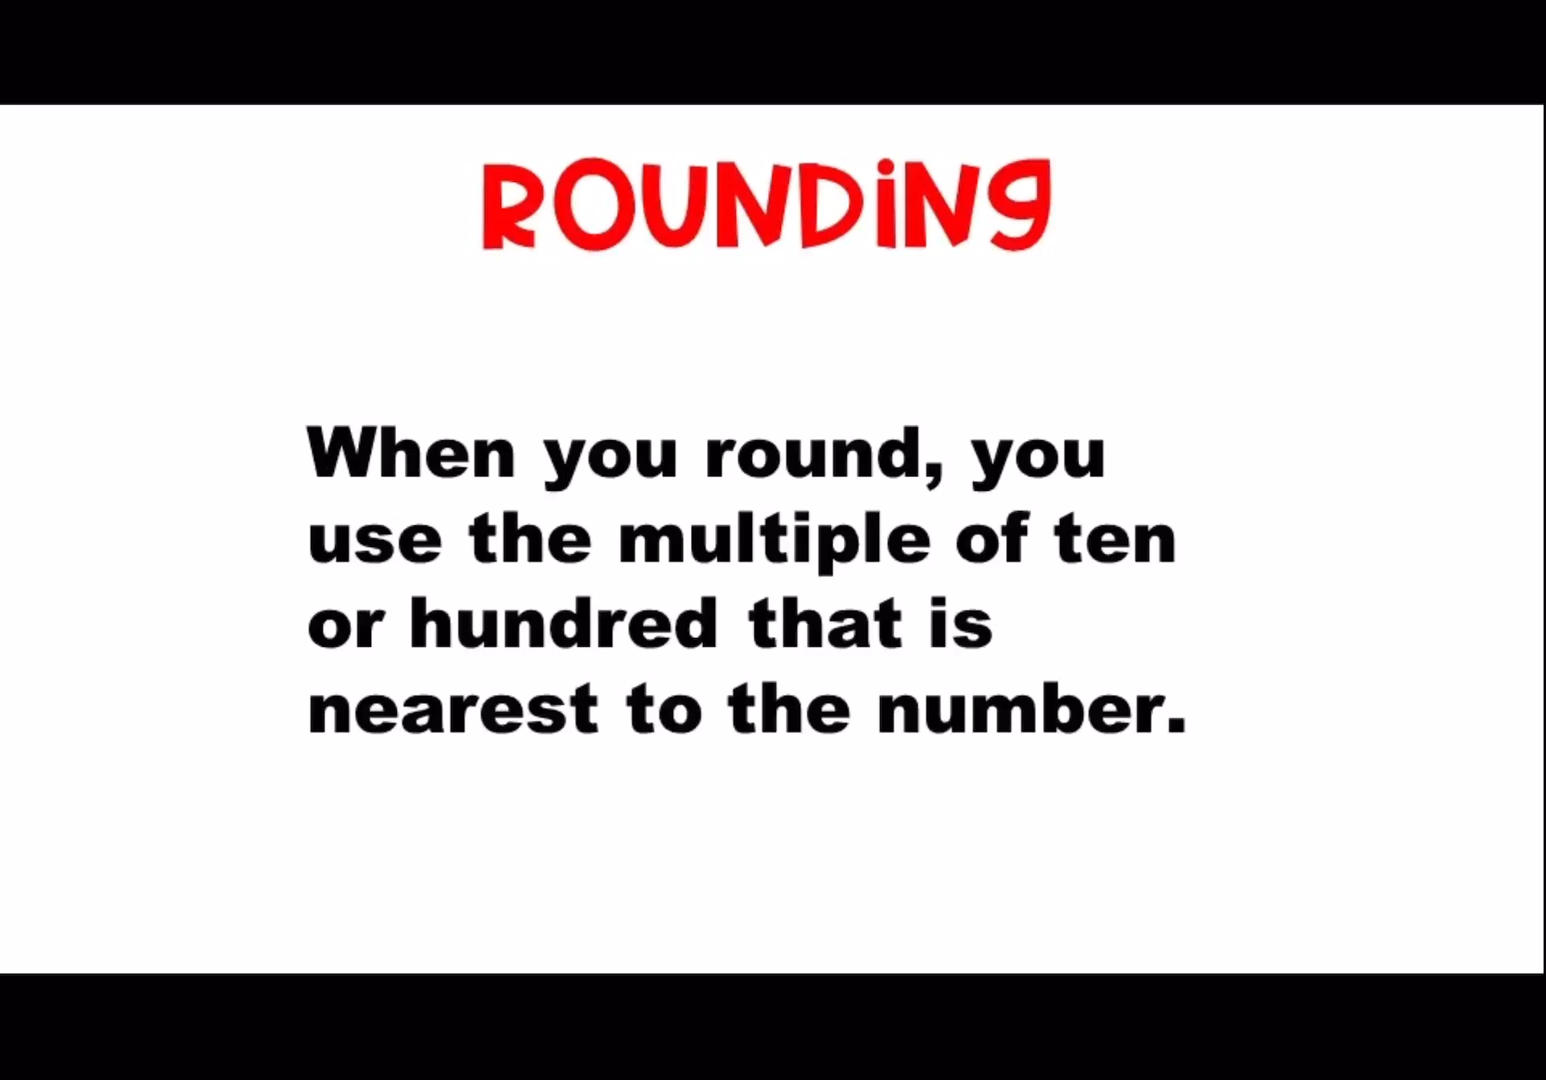 ROUNDiNg
When you round, you
use the multiple of ten
or hundred that is
nearest to the number.